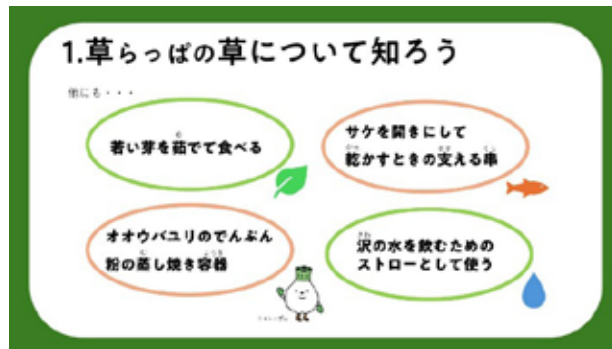 1.草らっぱの草について知ろう
他にも・・・
若い芽を茹でて食べる
サケを開きにして
乾かすときの支える串
オオウバユリのでんぷん
粉の蒸し焼き容器
沢の水を飲むための
ストローとして使う